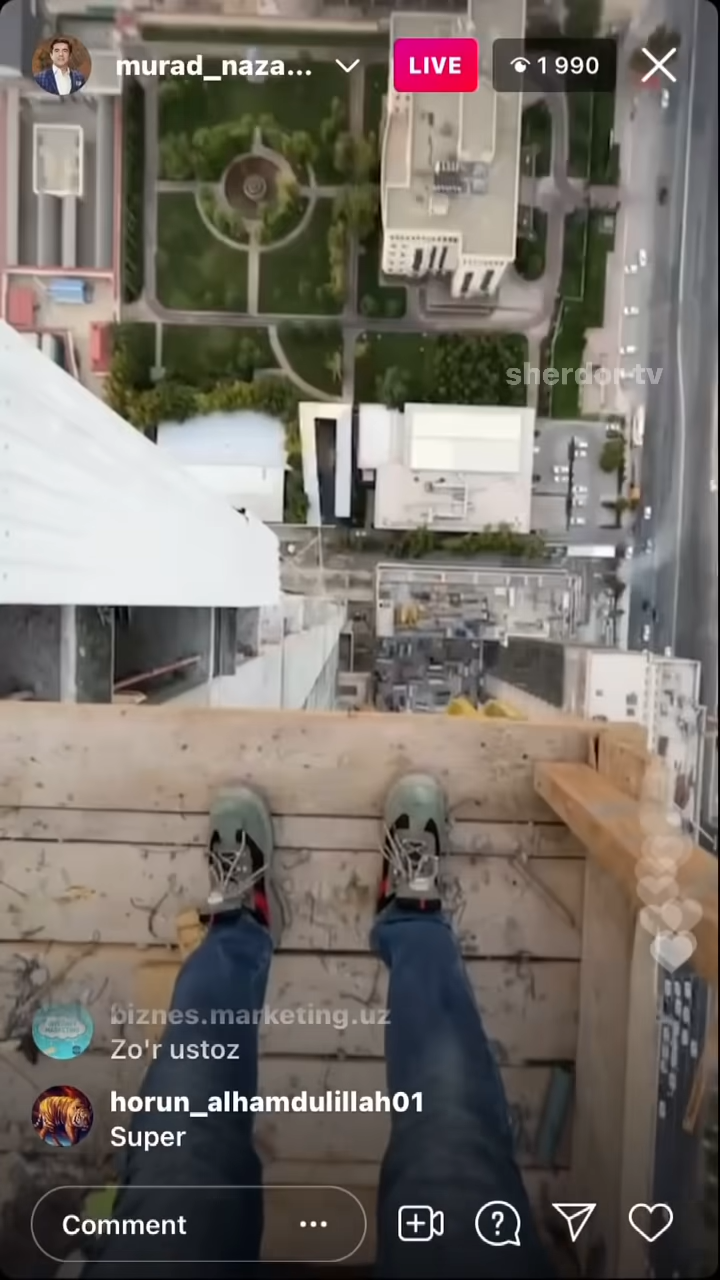 murad_naza...
LIVE
1 990
sherdor tv
biznes.marketing.uz
Zo'r ustoz
horun_alhamdulillah01
Super
Comment